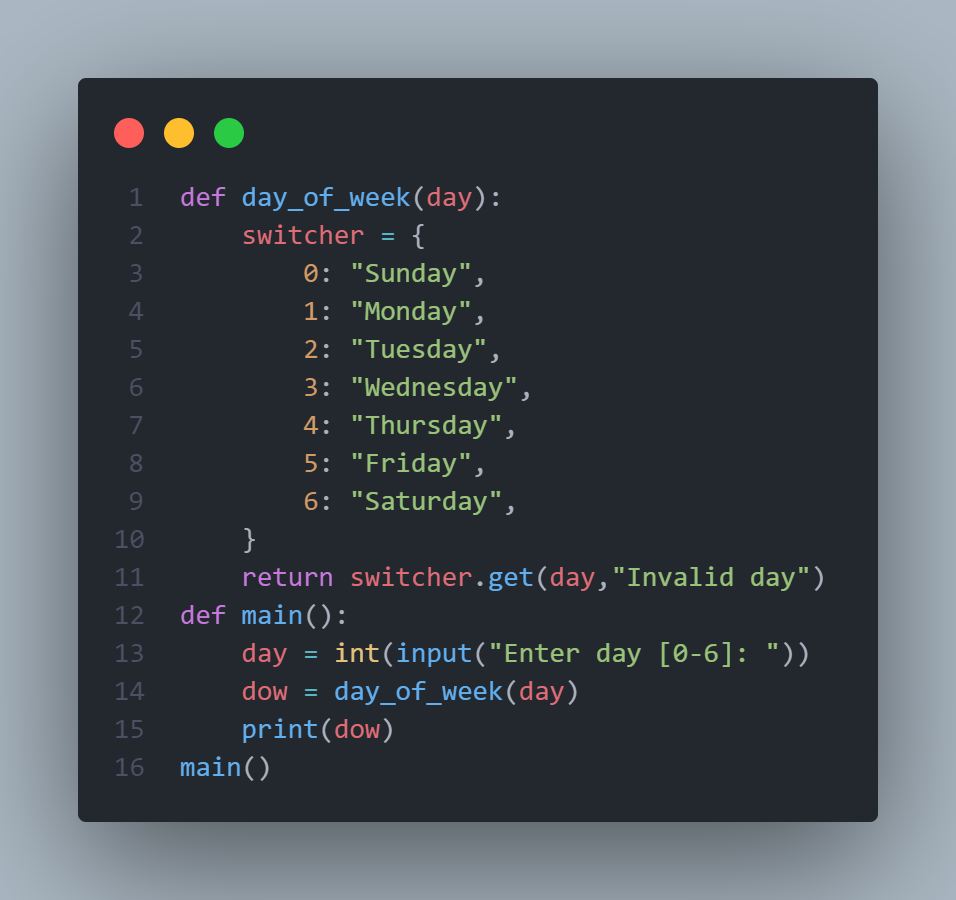 1 def day_of_week(day):
2     switcher = {
3         0: "Sunday",
4         1: "Monday",
5         2: "Tuesday",
6         3: "Wednesday",
7         4: "Thursday",
8         5: "Friday",
9         6: "Saturday",
10     }
11     return switcher.get(day,"Invalid day")
12 def main():
13     day = int(input("Enter day [0-6]: "))
14     dow = day_of_week(day)
15     print(dow)
16 main()